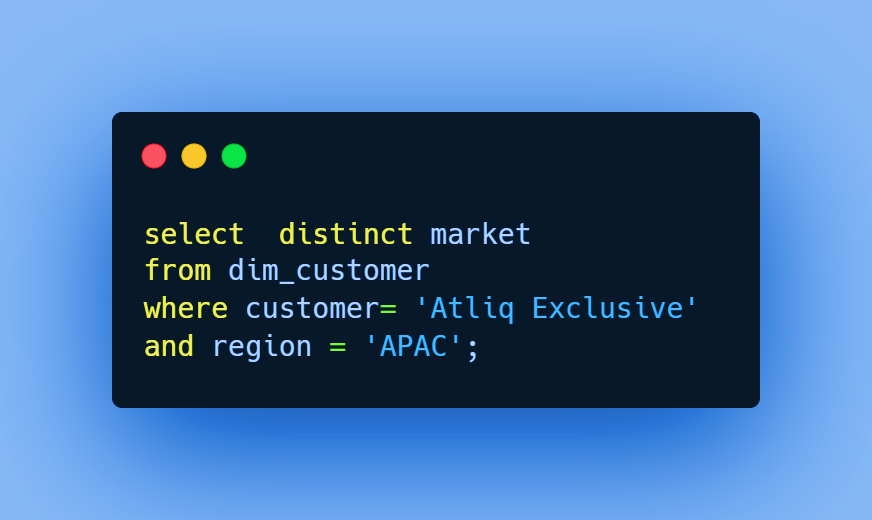 select  distinct market
from dim_customer
where customer= 'Atliq Exclusive'
and region = 'APAC';